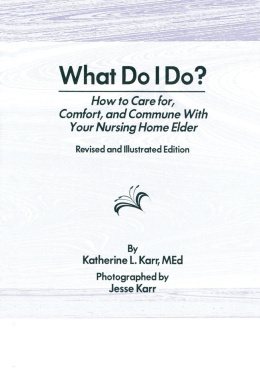 What Do I Do?
How to Care for,
Comfort, and Commune With
Your Nursing Home Elder
Revised and Illustrated Edition
By
Katherine L. Karr, MEd
Photographed by
Jesse Karr